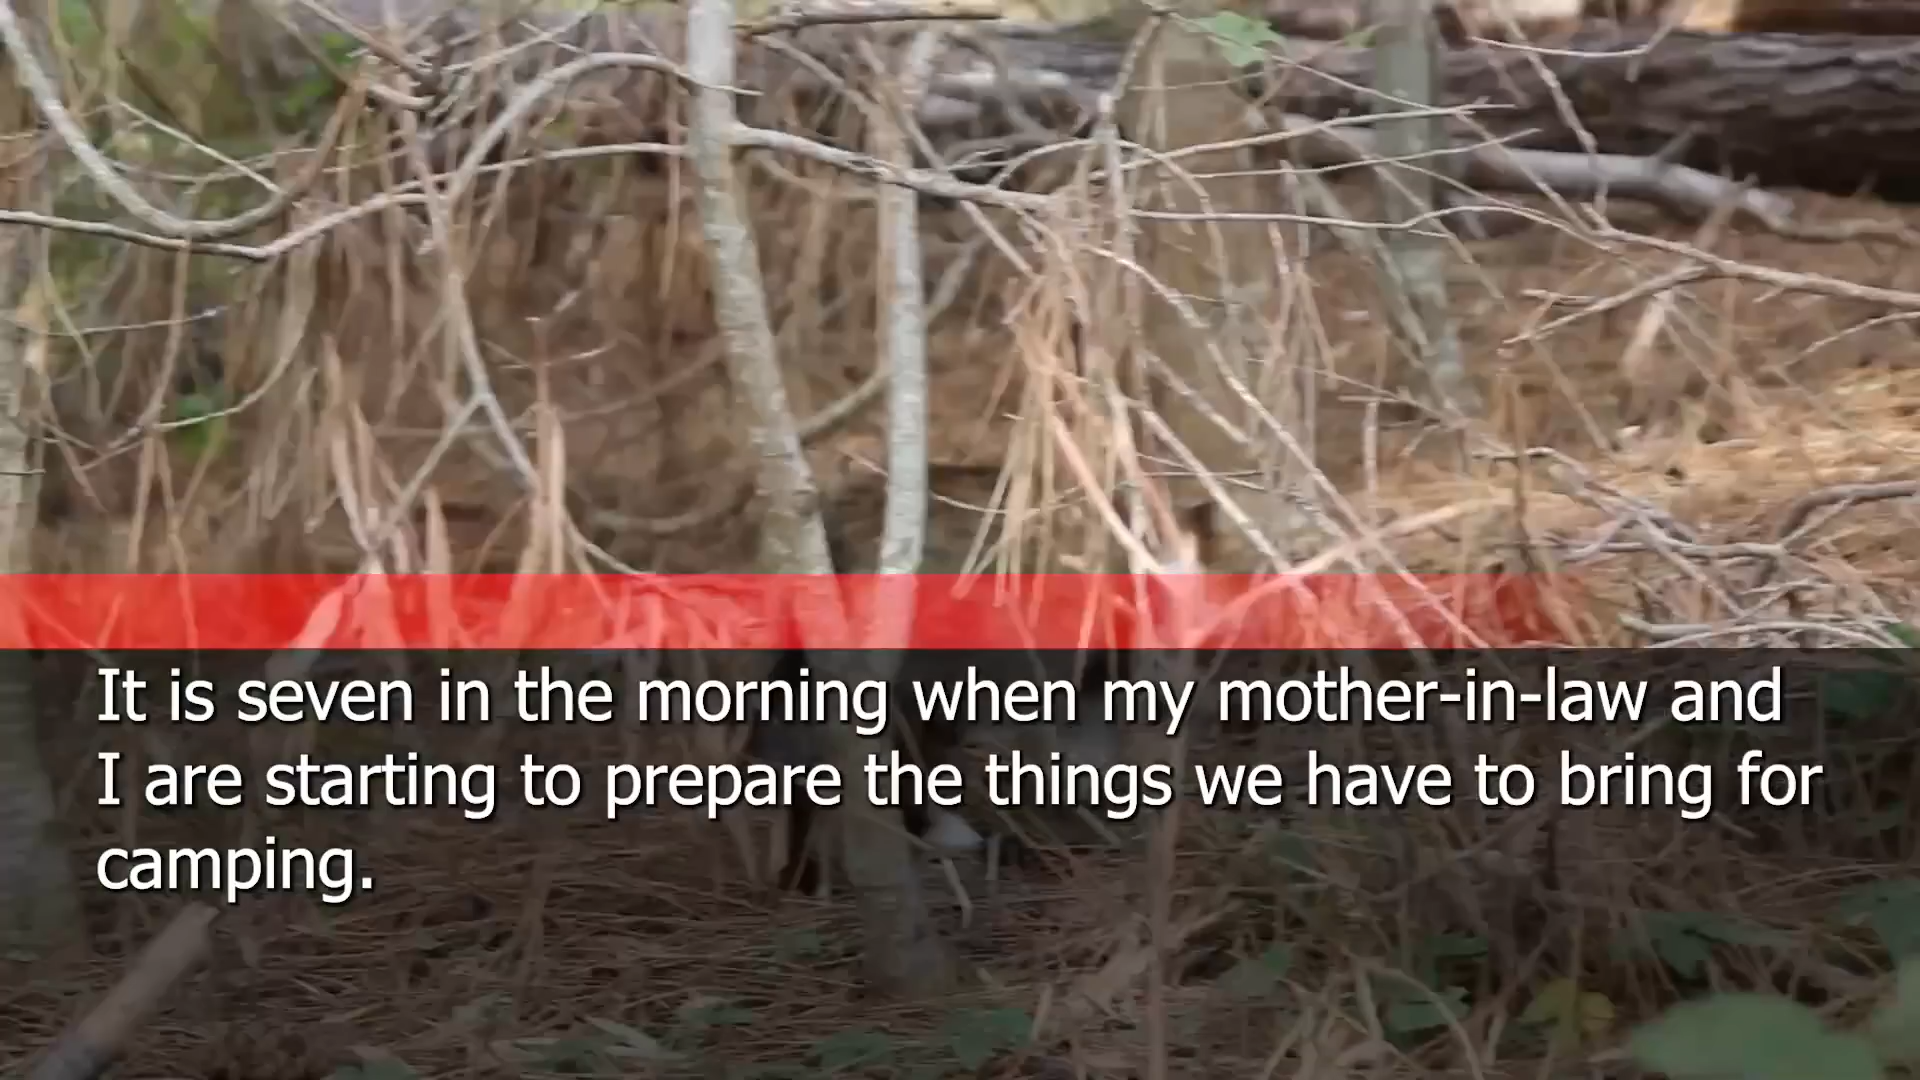 It is seven in the morning when my mother-in-law and
I are starting to prepare the things we have to bring for
camping.